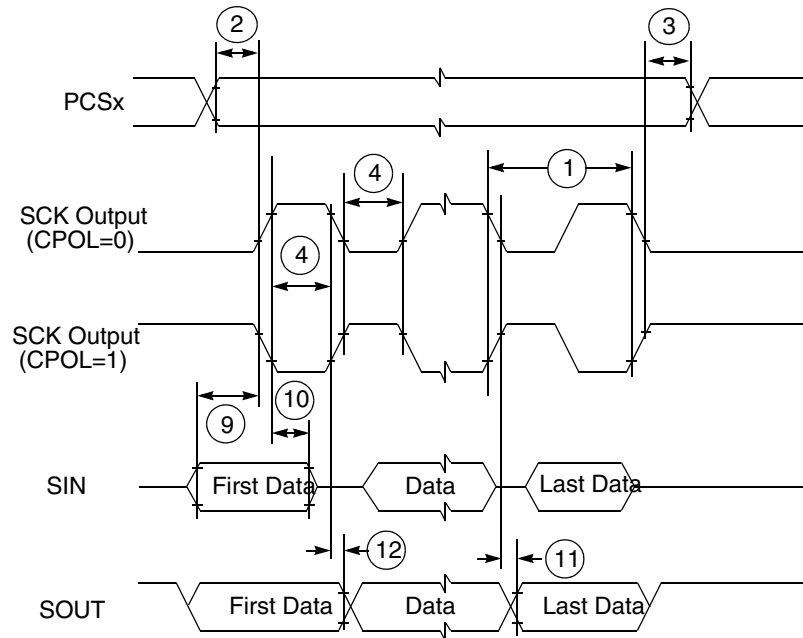 2
3
PCSx
4
1
SCK Output
(CPOL=0)
4
SCK Output
(CPOL=1)
9
10
SIN
First Data
Data
Last Data
12
11
SOUT
First Data
Data
Last Data